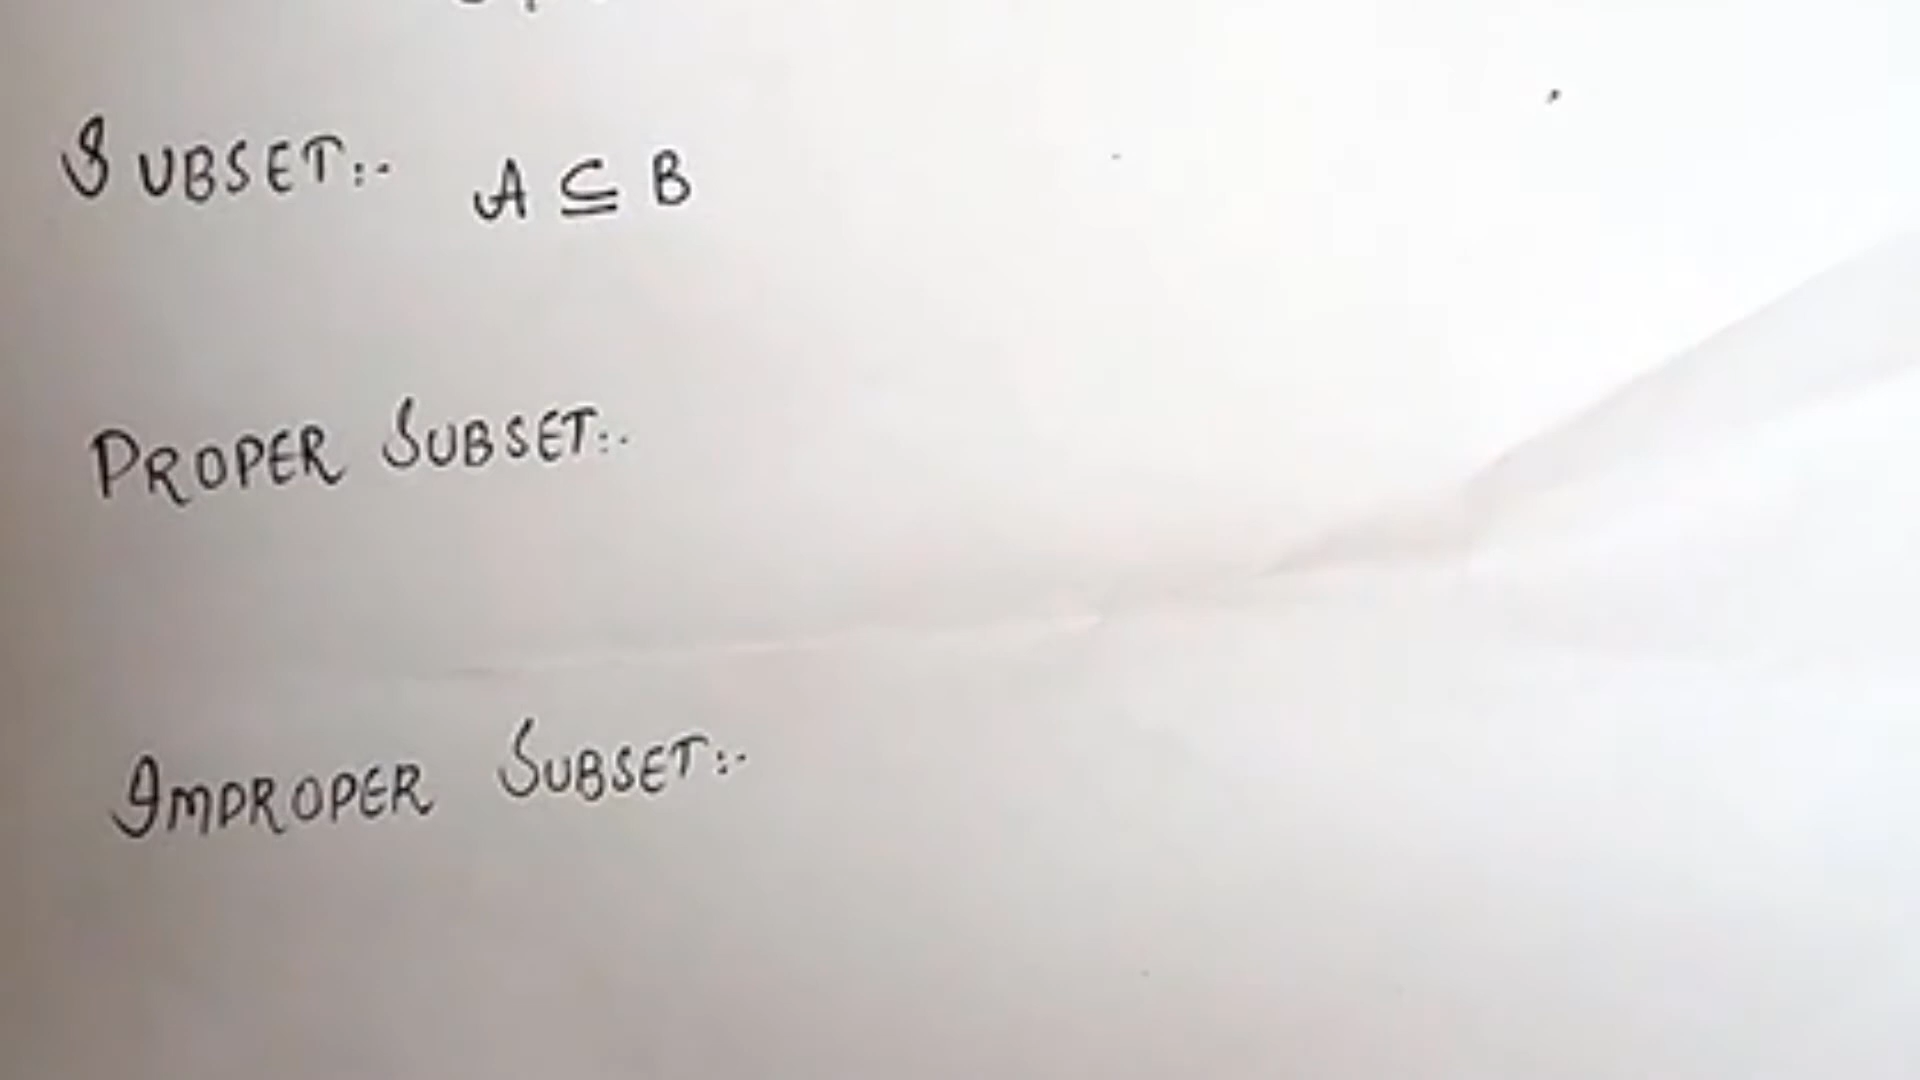 SUBSET:- A ⊆ B
PROPER SUBSET:-
IMPROPER SUBSET:-